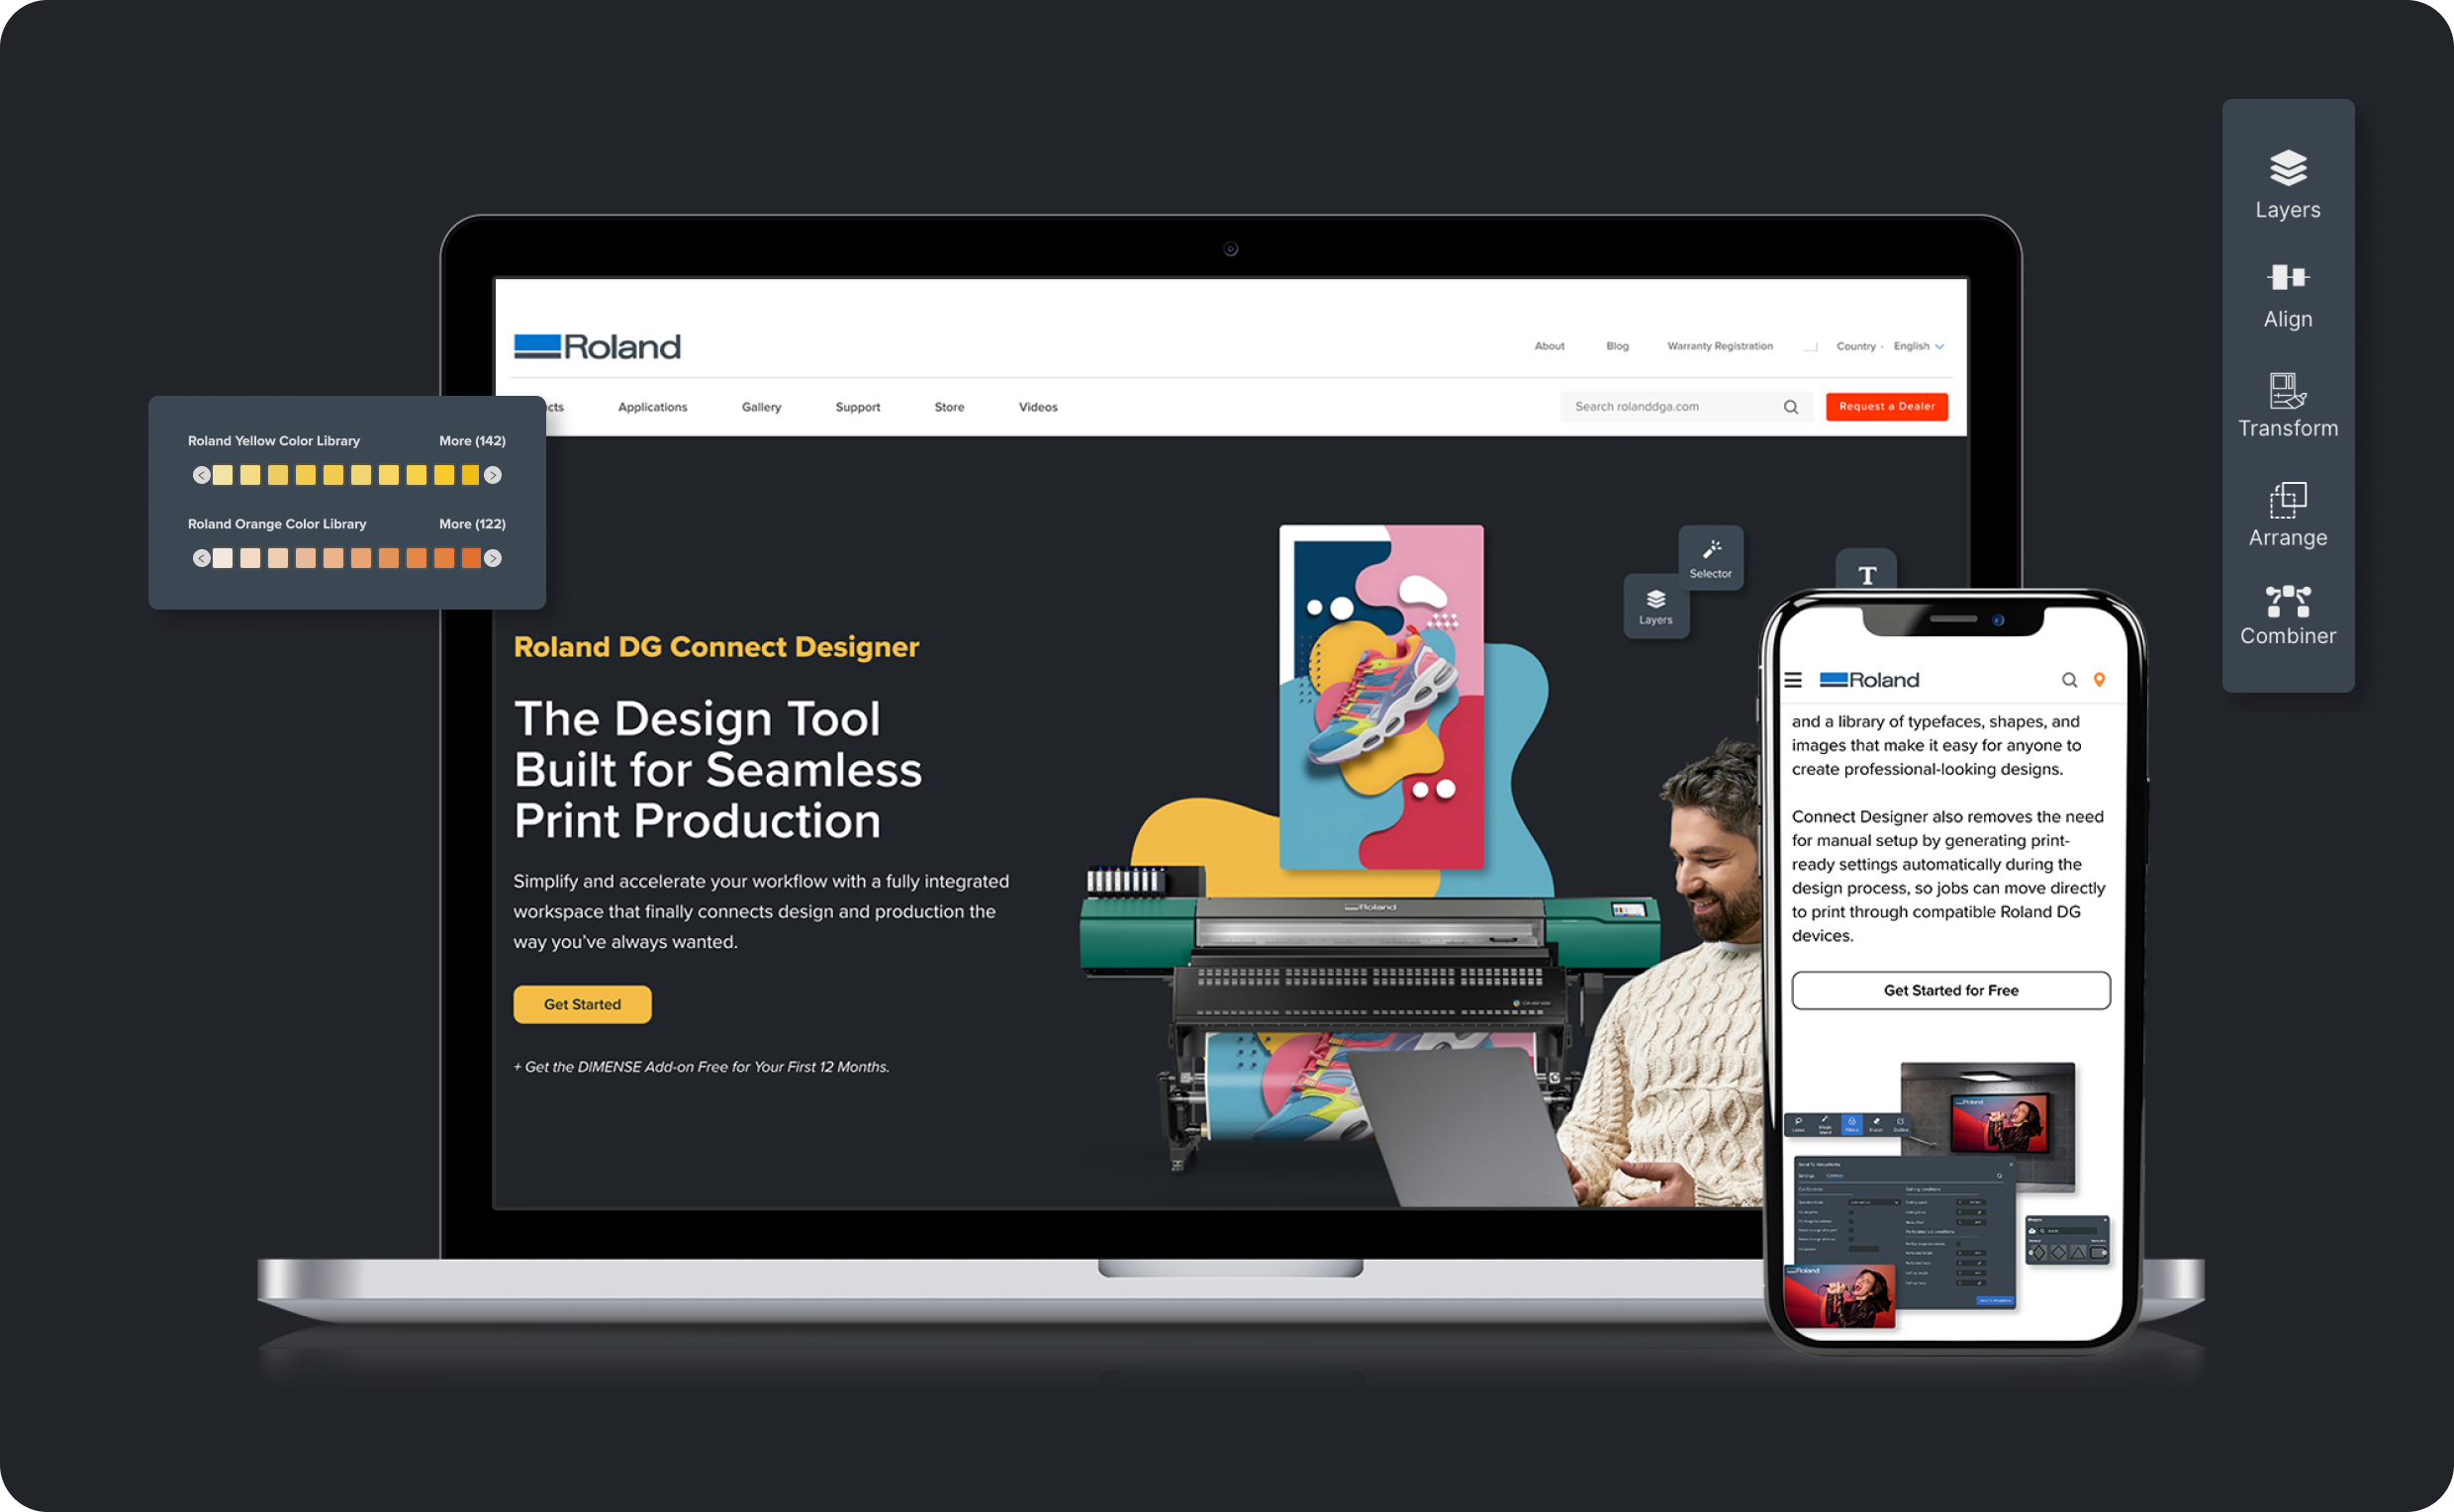 Layers
Align
Transform
Arrange
Combiner
Roland
About
Blog
Warranty Registration
Country
English
Applications
Gallery
Support
Store
Videos
Search rolanddga.com
Request a Dealer
Roland Yellow Color Library
More (142)
Roland Orange Color Library
More (122)
Roland DG Connect Designer
The Design Tool
Built for Seamless
Print Production
Simplify and accelerate your workflow with a fully integrated
workspace that finally connects design and production the
way you've always wanted.
Get Started
+ Get the DIMENSE Add-on Free for Your First 12 Months.
Selector
Layers
T
Roland
Roland
and a library of typefaces, shapes, and
images that make it easy for anyone to
create professional-looking designs.
Connect Designer also removes the need
for manual setup by generating print-
ready settings automatically during the
design process, so jobs can move directly
to print through compatible Roland DG
devices.
Get Started for Free
Roland
Roland